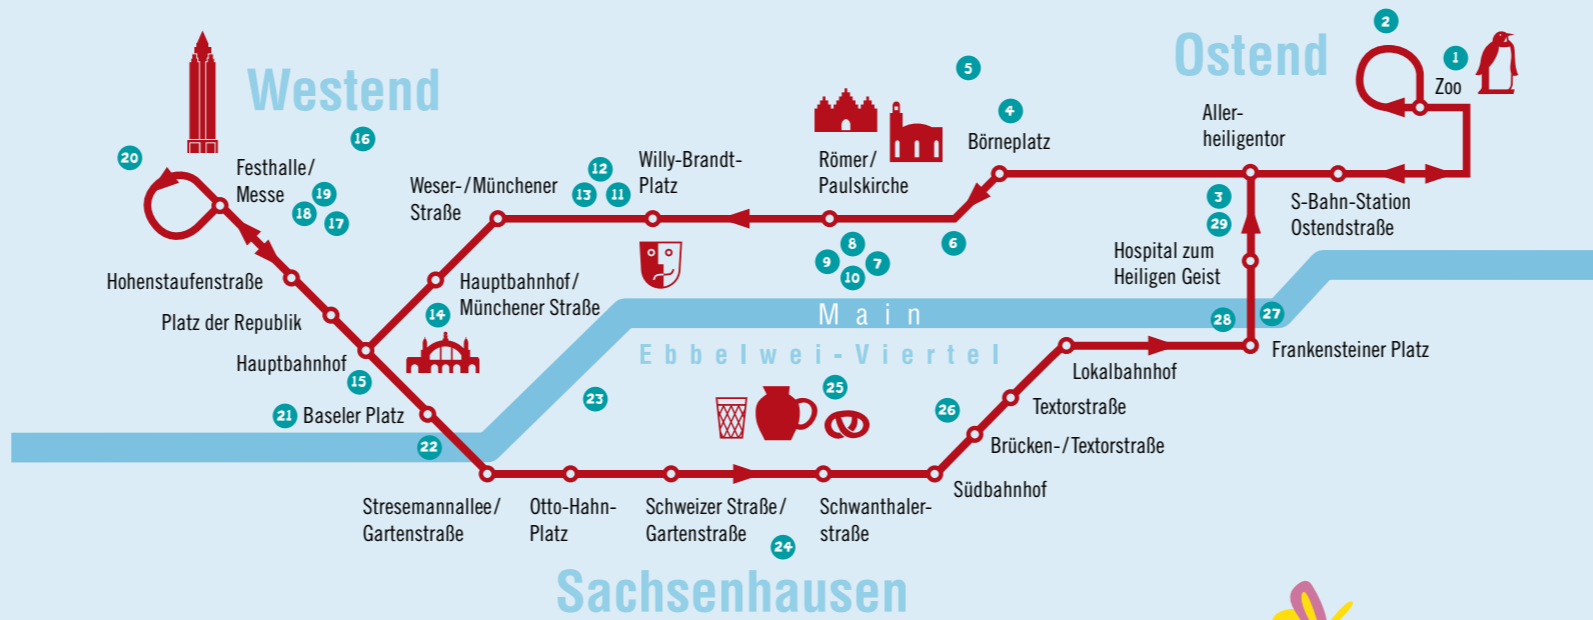 Westend
Ostend
20
16
Festhalle/
Messe
19
18
17
Weser-/Münchener
Straße
12
13
11
Willy-Brandt-
Platz
Römer/
Paulskirche
5
4
Börneplatz
2
1
Zoo
Aller-
heiligentor
3
29
S-Bahn-Station
Ostendstraße
Hohenstaufenstraße
Platz der Republik
Hauptbahnhof
15
Hauptbahnhof/
Münchener Straße
14
8
9
7
10
6
Hospital zum
Heiligen Geist
28
27
Main
Ebbelwei-Viertel
Frankensteiner Platz
Lokalbahnhof
Textorstraße
Brücken-/Textorstraße
Südbahnhof
23
25
26
21
Baseler Platz
22
Stresemannallee/
Gartenstraße
Otto-Hahn-
Platz
Schweizer Straße/
Gartenstraße
24
Schwanthaler-
straße
Sachsenhausen